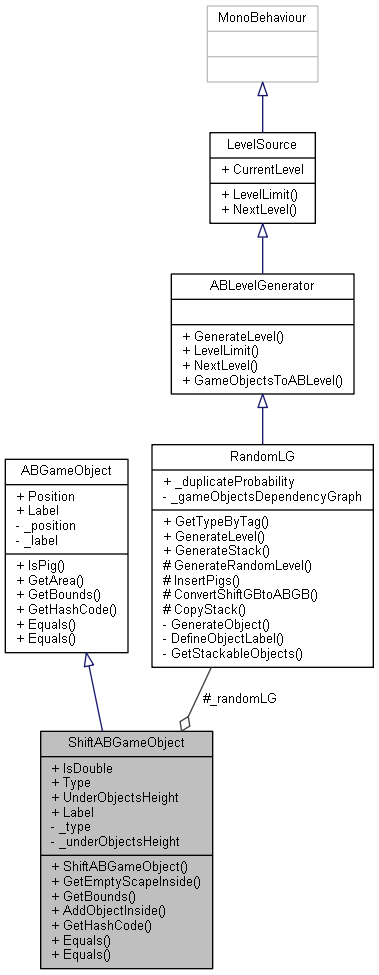 MonoBehaviour
LevelSource
+ CurrentLevel
+ LevelLimit()
+ NextLevel()
ABLevelGenerator
+ GenerateLevel()
+ LevelLimit()
+ NextLevel()
+ GameObjectsToABLevel()
RandomLG
+ _duplicateProbability
- _gameObjectsDependencyGraph
+ GetTypeByTag()
+ GenerateLevel()
+ GenerateStack()
# GenerateRandomLevel()
# InsertPigs()
# ConvertShiftGBtoABGB()
# CopyStack()
- GenerateObject()
- DefineObjectLabel()
- GetStackableObjects()
ABGameObject
+ Position
+ Label
- _position
- _label
+ IsPig()
+ GetArea()
+ GetBounds()
+ GetHashCode()
+ Equals()
+ Equals()
#_randomLG
ShiftABGameObject
+ IsDouble
+ Type
+ UnderObjectsHeight
+ Label
- _type
- _underObjectsHeight
+ ShiftABGameObject()
+ GetEmptyScapeInside()
+ GetBounds()
+ AddObjectInside()
+ GetHashCode()
+ Equals()
+ Equals()